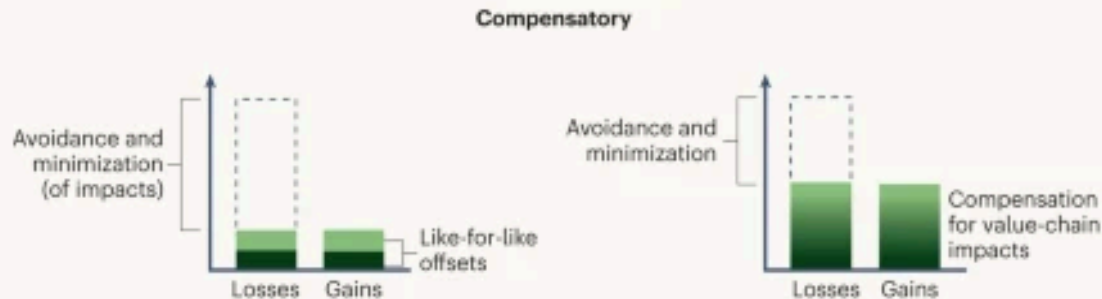 Compensatory
Avoidance and
minimization
(of impacts)
Like-for-like
offsets
Losses Gains
Avoidance and
minimization
Compensation
for value-chain
impacts
Losses Gains